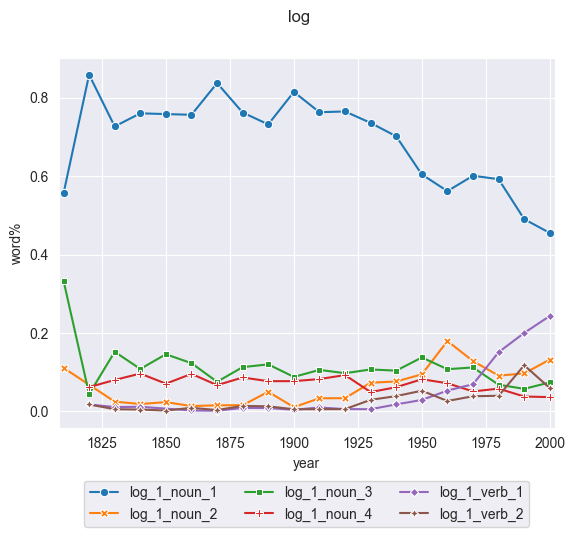 log
0.8
0.6
0.4
0.2
0.0
word%
1825 1850 1875 1900 1925 1950 1975 2000
year
log_1_noun_1 log_1_noun_3 log_1_verb_1
log_1_noun_2 log_1_noun_4 log_1_verb_2